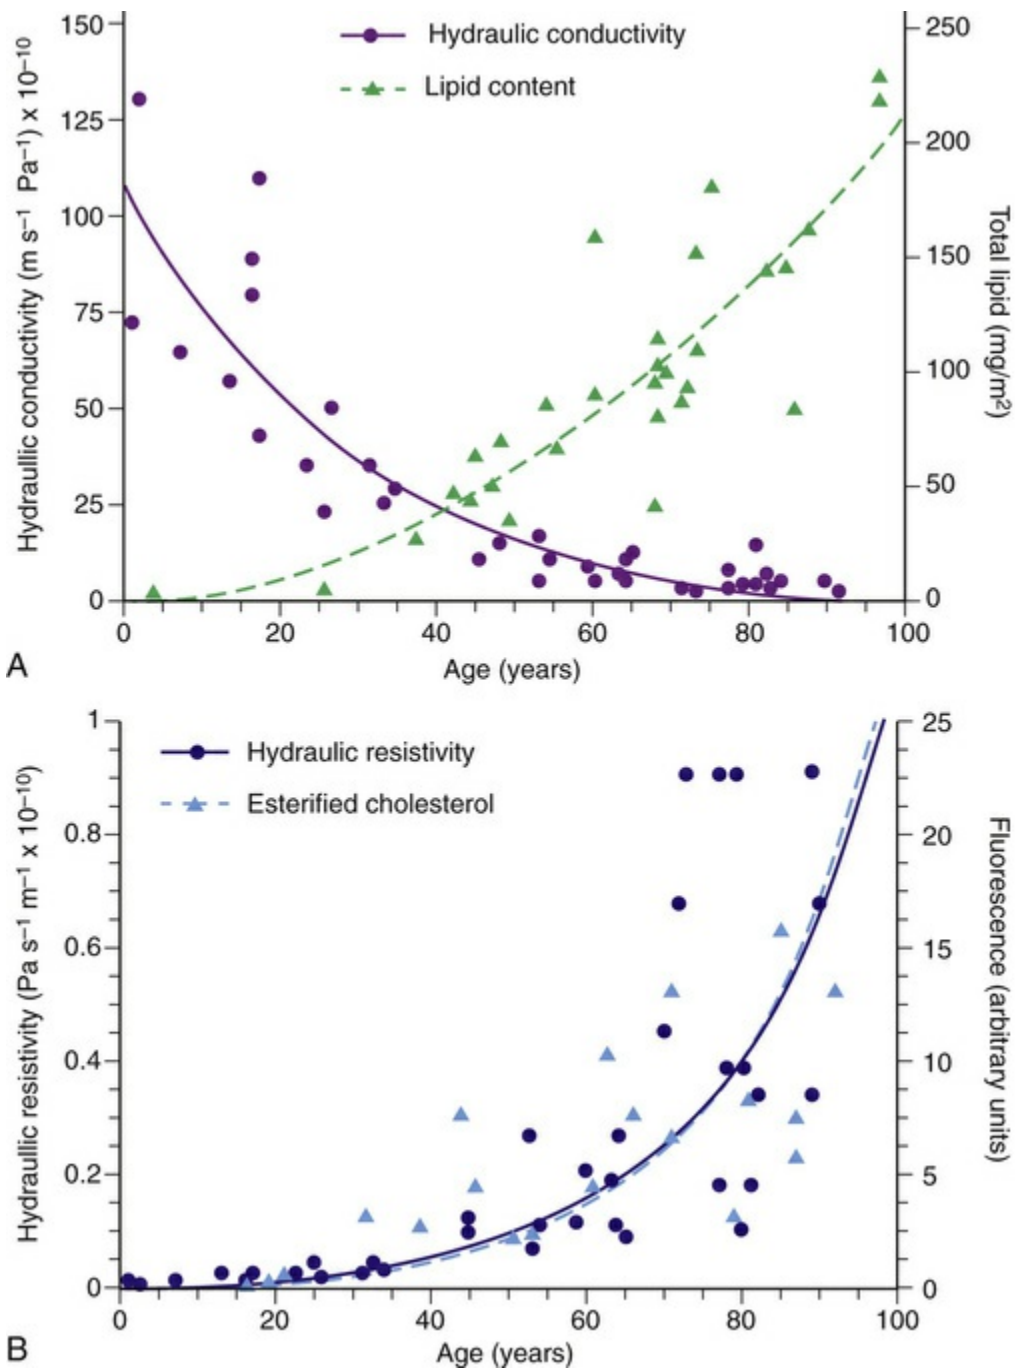 150
125
100
75
50
25
0
Hydraullic conductivity (m s⁻¹ Pa⁻¹) x 10⁻¹⁰
Hydraulic conductivity
Lipid content
250
200
150
100
50
0
Total lipid (mg/m²)
0 20 40 60 80 100
Age (years)
A
1
0.8
0.6
0.4
0.2
0
Hydraullic resistivity (Pa s⁻¹ m⁻¹ x 10⁻¹⁰)
Hydraulic resistivity
Esterified cholesterol
25
20
15
10
5
0
Fluorescence (arbitrary units)
0 20 40 60 80 100
Age (years)
B